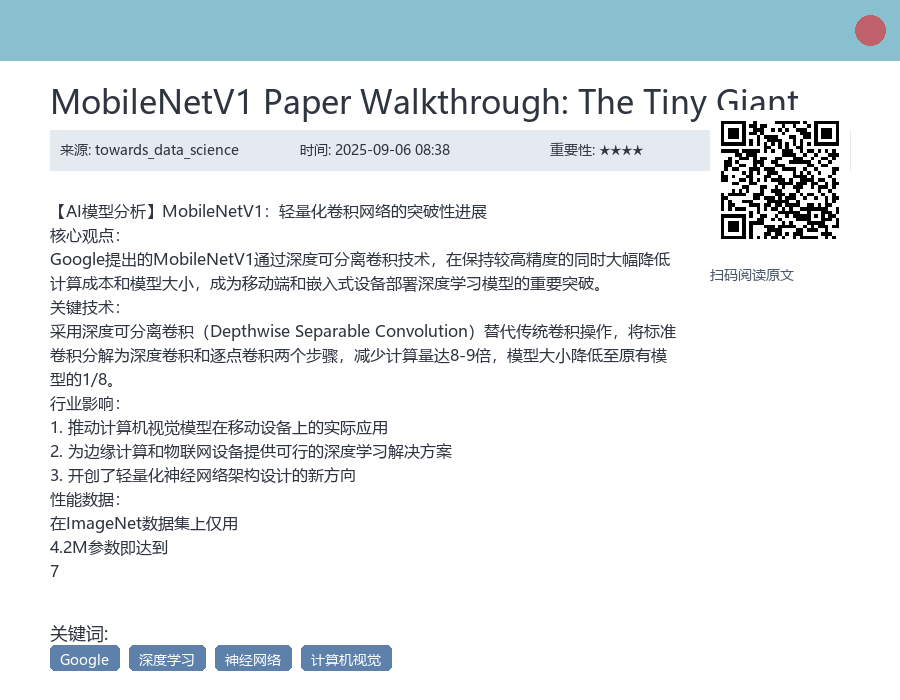 MobileNetV1 Paper Walkthrough: The Tiny Giant
来源: towards_data_science
时间: 2025-09-06 08:38
重要性: ★★★★
扫码阅读原文
【AI模型分析】MobileNetV1：轻量化卷积网络的突破性进展
核心观点：
Google提出的MobileNetV1通过深度可分离卷积技术，在保持较高精度的同时大幅降低
计算成本和模型大小，成为移动端和嵌入式设备部署深度学习模型的重要突破。
关键技术：
采用深度可分离卷积（Depthwise Separable Convolution）替代传统卷积操作，将标准
卷积分解为深度卷积和逐点卷积两个步骤，减少计算量达8-9倍，模型大小降低至原有模
型的1/8。
行业影响：
1. 推动计算机视觉模型在移动设备上的实际应用
2. 为边缘计算和物联网设备提供可行的深度学习解决方案
3. 开创了轻量化神经网络架构设计的新方向
性能数据：
在ImageNet数据集上仅用
4.2M参数即达到
7
关键词:
Google
深度学习
神经网络
计算机视觉